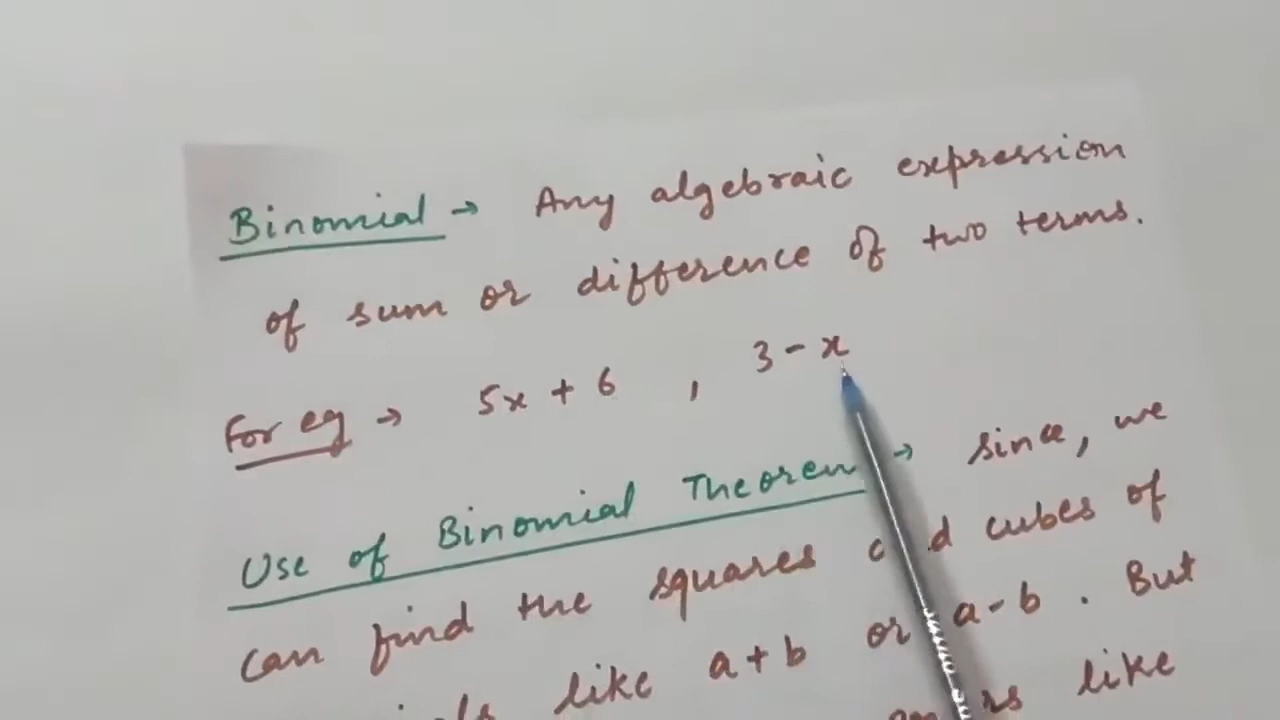 Binomial → Any algebraic expression
of sum or difference of two terms.
For eg → 5x + 6 , 3 - x
Use of Binomial Theorem → since, we
can find the squares and cubes of
like a+b or a-b . But
like